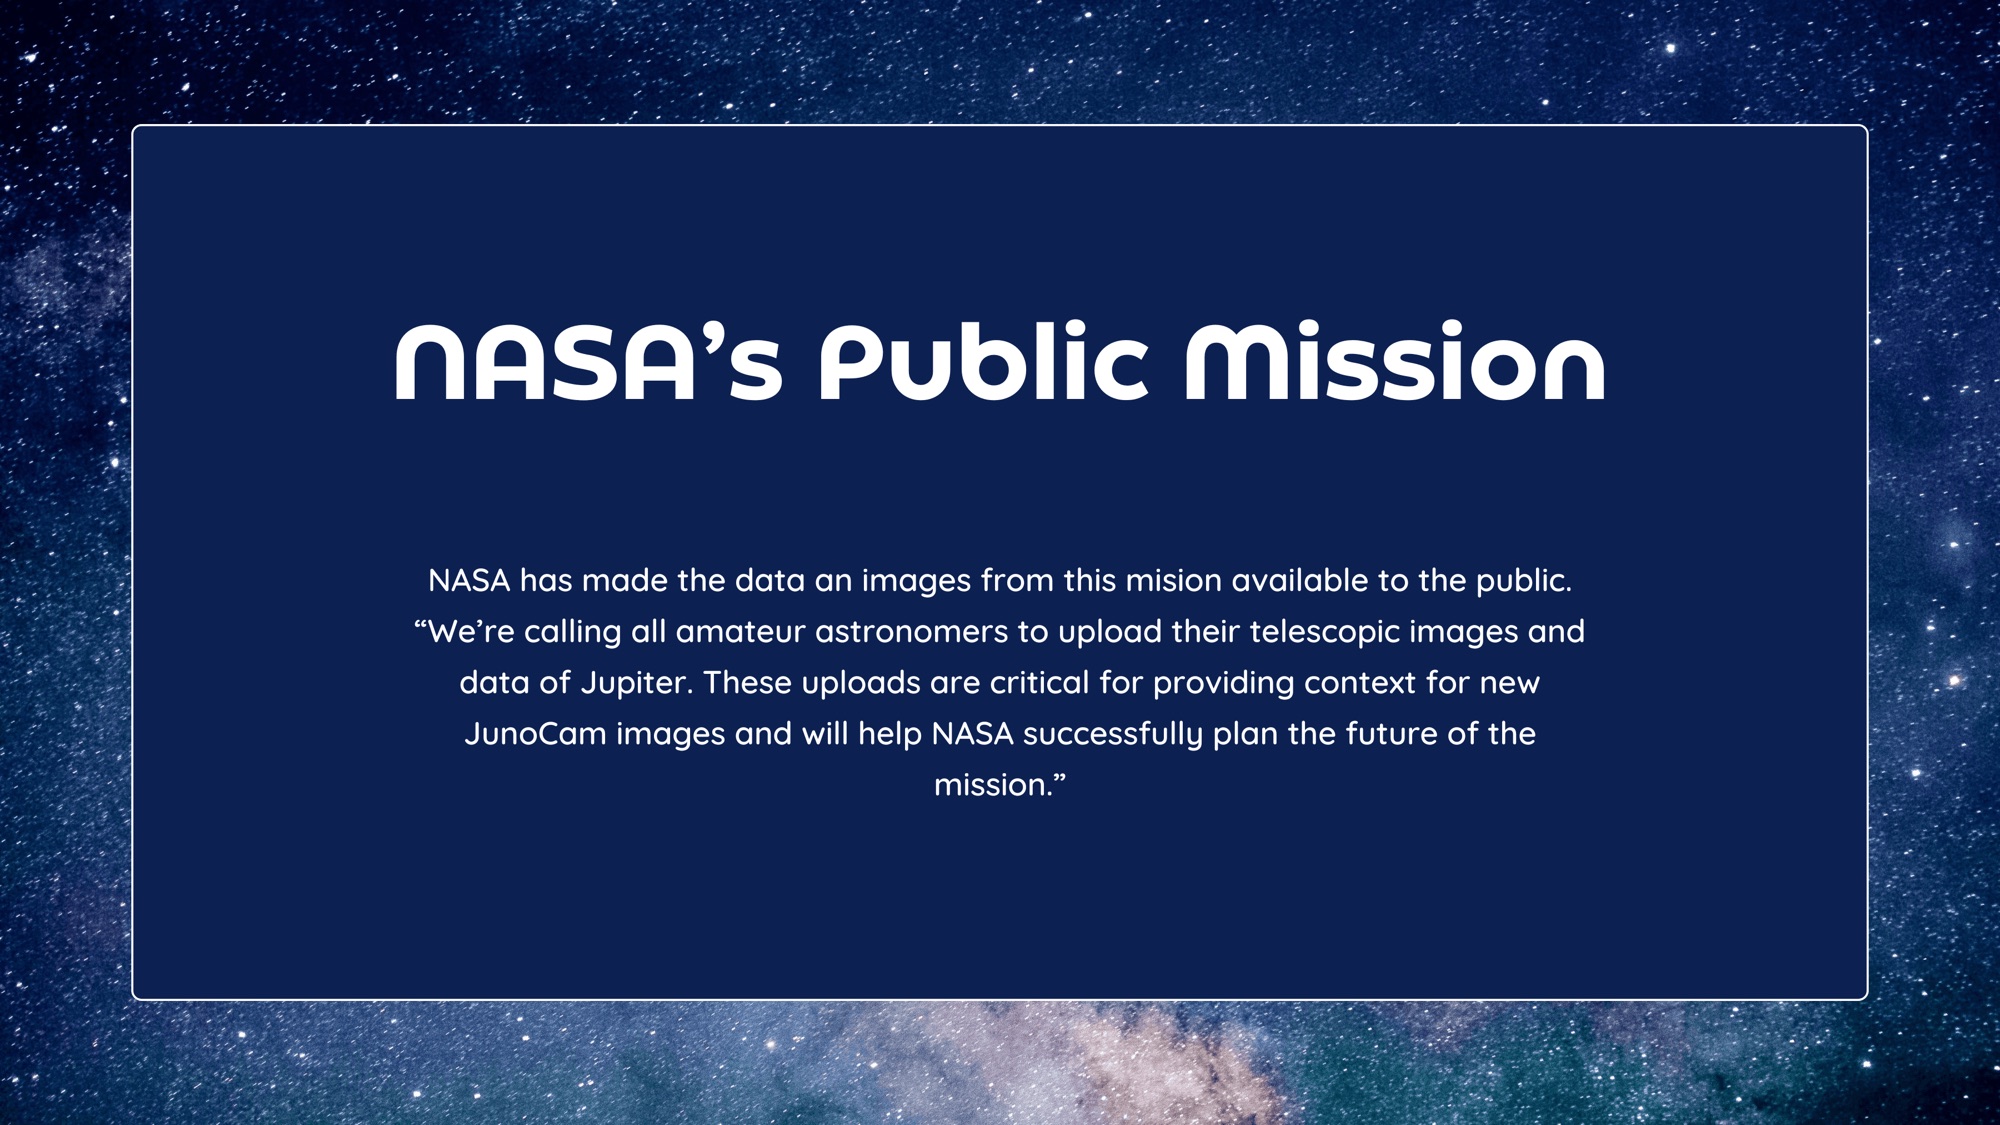 NASA’s Public Mission
NASA has made the data an images from this mision available to the public.
“We’re calling all amateur astronomers to upload their telescopic images and
data of Jupiter. These uploads are critical for providing context for new
JunoCam images and will help NASA successfully plan the future of the
mission.”